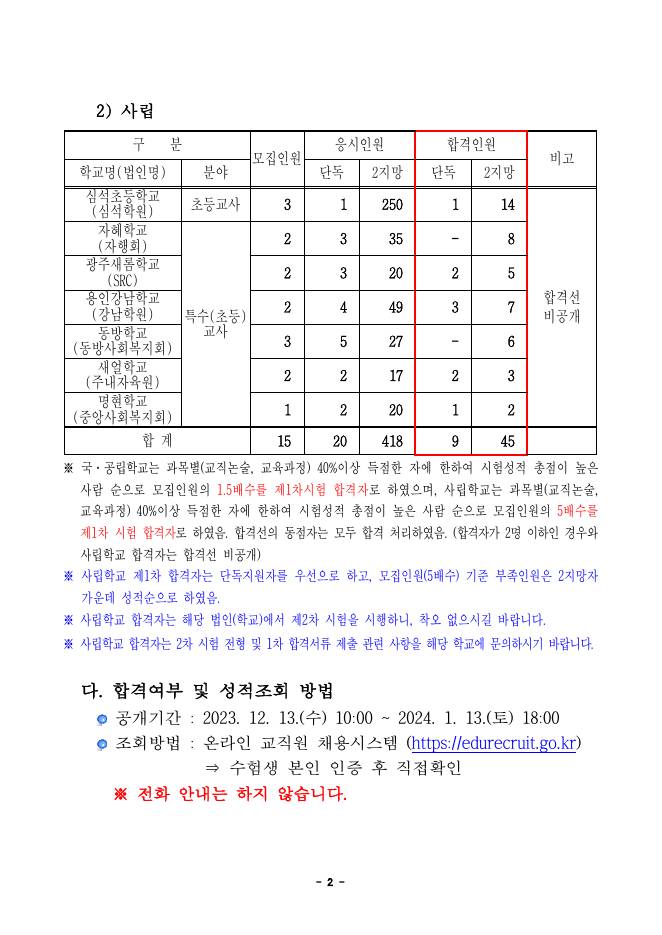 2) 사립
구 분 모집인원 응시인원 합격인원 비고
학교명(법인명) 분야 단독 2지망 단독 2지망
심석초등학교
(심석학원) 초등교사 3 1 250 1 14 합격선
비공개
자혜학교
(자행회) 특수(초등)
교사 2 3 35 - 8
광주새롬학교
(SRC) 2 3 20 2 5
용인강남학교
(강남학원) 2 4 49 3 7
동방학교
(동방사회복지회) 3 5 27 - 6
새얼학교
(주내자육원) 2 2 17 2 3
명현학교
(중앙사회복지회) 1 2 20 1 2
합 계 15 20 418 9 45
※ 국·공립학교는 과목별(교직논술, 교육과정) 40%이상 득점한 자에 한하여 시험성적 총점이 높은
사람 순으로 모집인원의 1.5배수를 제1차시험 합격자로 하였으며, 사립학교는 과목별(교직논술,
교육과정) 40%이상 득점한 자에 한하여 시험성적 총점이 높은 사람 순으로 모집인원의 5배수를
제1차 시험 합격자로 하였음. 합격선의 동점자는 모두 합격 처리하였음. (합격자가 2명 이하인 경우와
사립학교 합격자는 합격선 비공개)
※ 사립학교 제1차 합격자는 단독지원자를 우선으로 하고, 모집인원(5배수) 기준 부족인원은 2지망자
가운데 성적순으로 하였음.
※ 사립학교 합격자는 해당 법인(학교)에서 제2차 시험을 시행하니, 착오 없으시길 바랍니다.
※ 사립학교 합격자는 2차 시험 전형 및 1차 합격서류 제출 관련 사항을 해당 학교에 문의하시기 바랍니다.
다. 합격여부 및 성적조회 방법
공개기간 : 2023. 12. 13.(수) 10:00 ~ 2024. 1. 13.(토) 18:00
조회방법 : 온라인 교직원 채용시스템 (https://edurecruit.go.kr)
⇒ 수험생 본인 인증 후 직접확인
※ 전화 안내는 하지 않습니다.
- 2 -